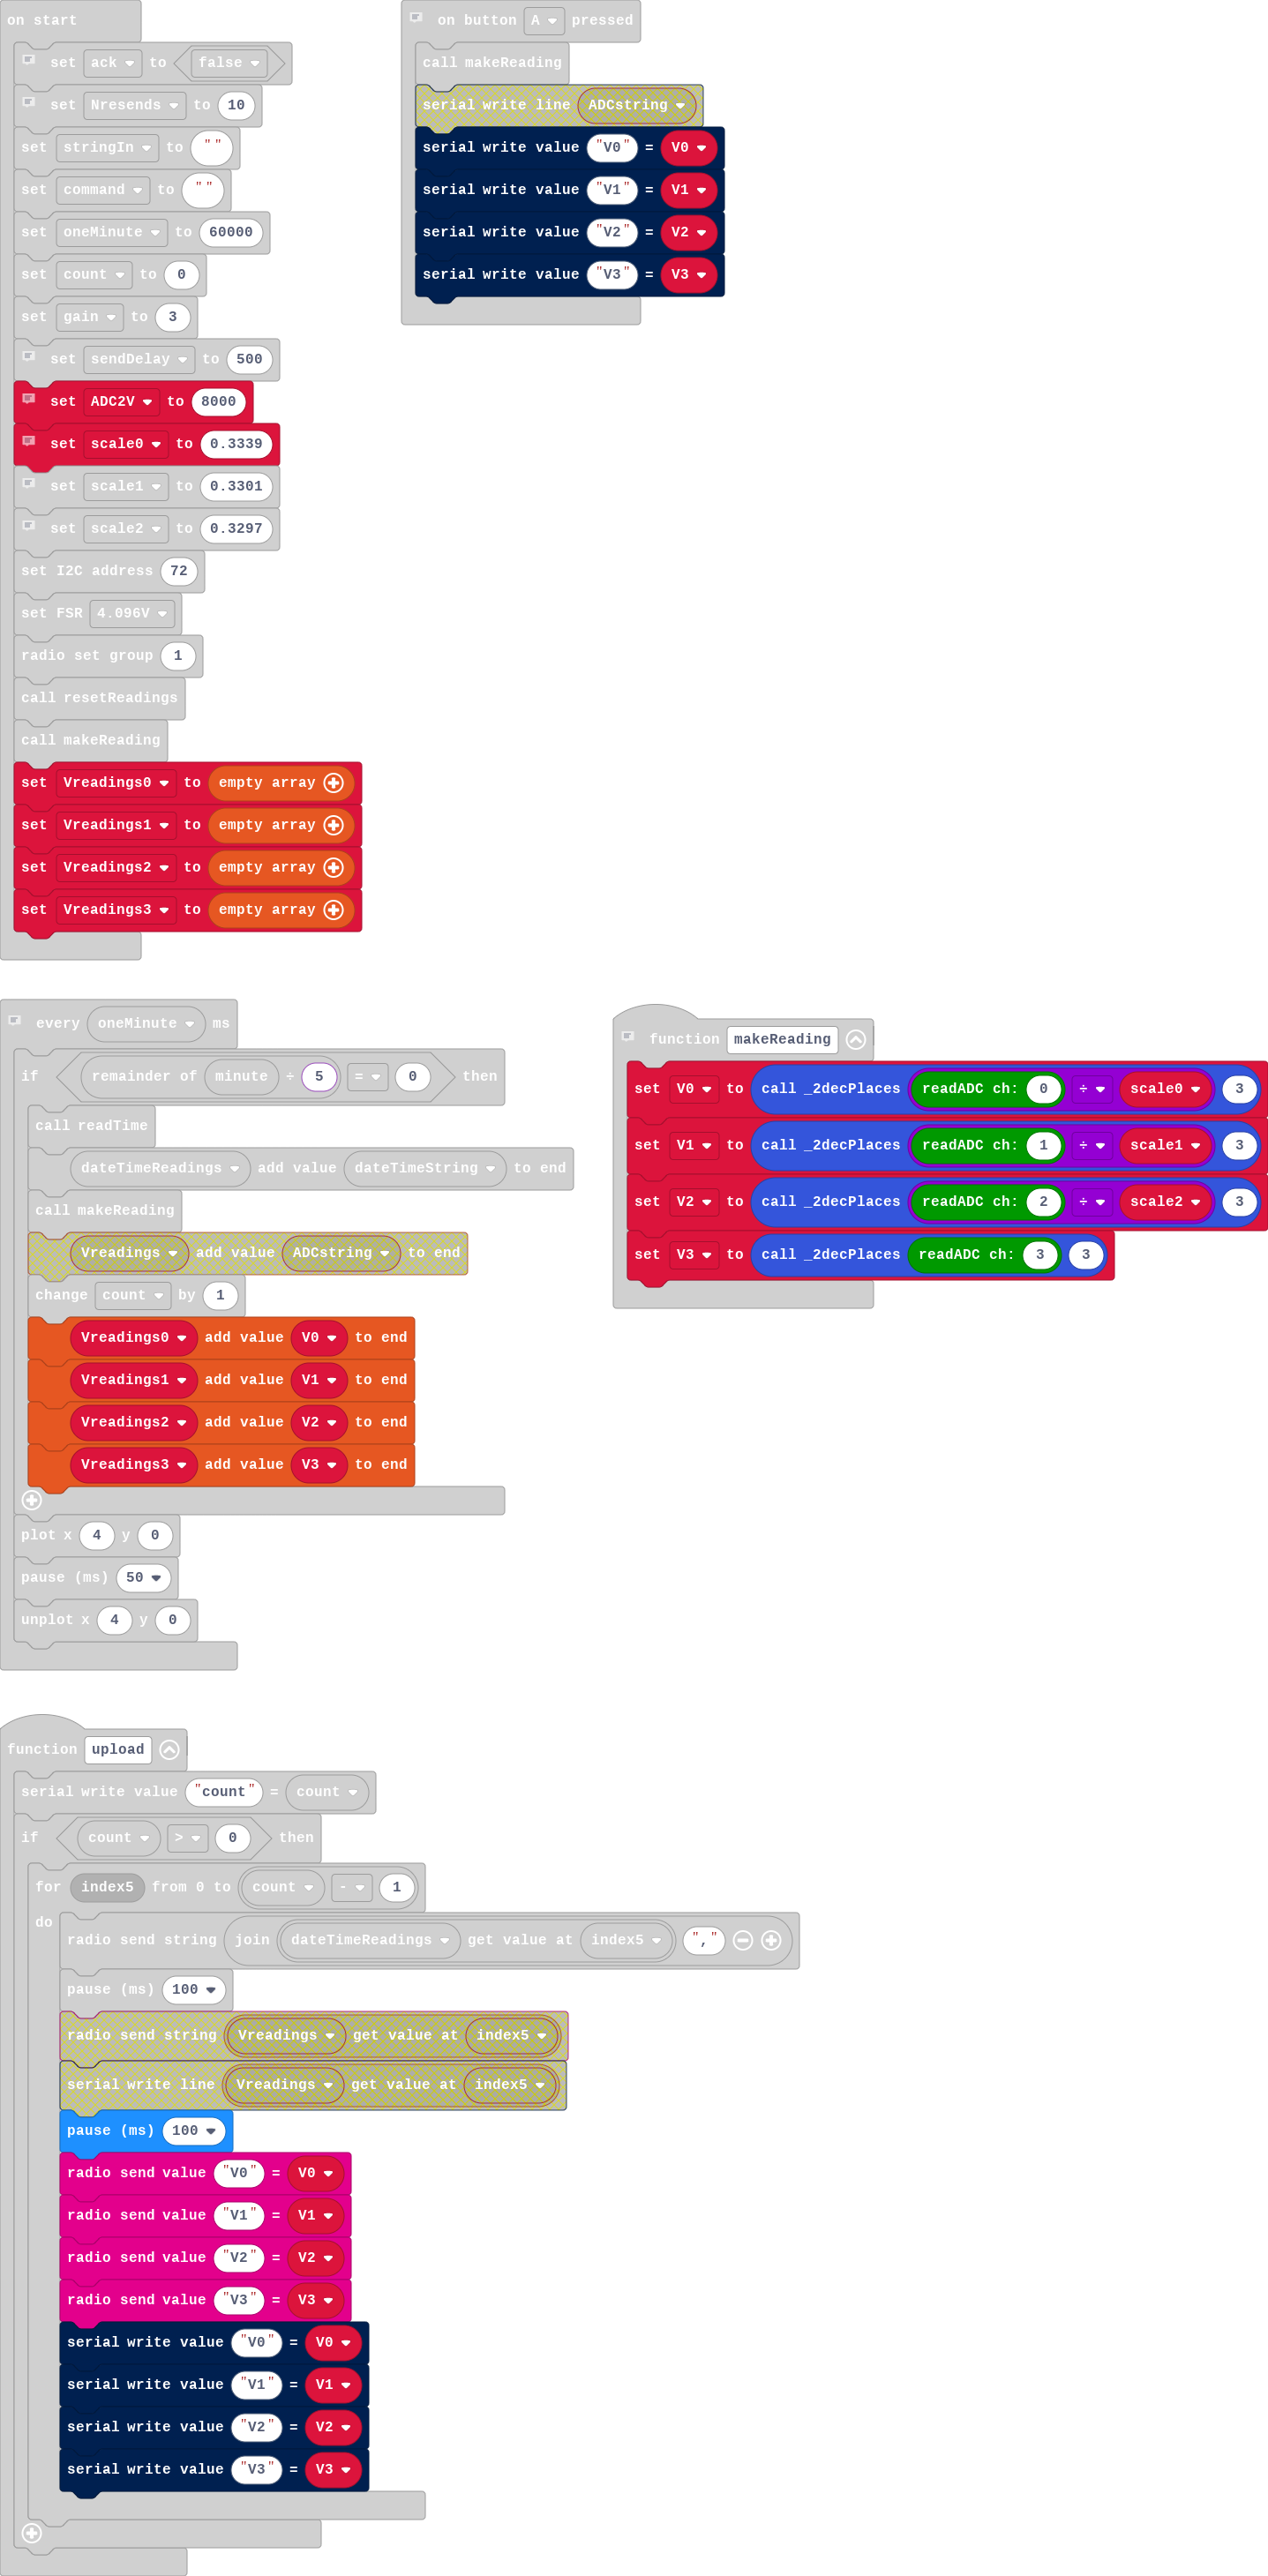 on start
set ack to false
set Nresends to 10
set stringIn to " "
set command to " "
set oneMinute to 60000
set count to 0
set gain to 3
set sendDelay to 500
set ADC2V to 8000
set scale0 to 0.3339
set scale1 to 0.3301
set scale2 to 0.3297
set I2C address 72
set FSR 4.096V
radio set group 1
call resetReadings
call makeReading
set Vreadings0 to empty array
set Vreadings1 to empty array
set Vreadings2 to empty array
set Vreadings3 to empty array
on button A pressed
call makeReading
serial write line ADCstring
serial write value "V0" = V0
serial write value "V1" = V1
serial write value "V2" = V2
serial write value "V3" = V3
every oneMinute ms
if remainder of minute ÷ 5 = 0 then
call readTime
dateTimeReadings add value dateTimeString to end
call makeReading
Vreadings add value ADCstring to end
change count by 1
Vreadings0 add value V0 to end
Vreadings1 add value V1 to end
Vreadings2 add value V2 to end
Vreadings3 add value V3 to end
plot x 4 y 0
pause (ms) 50
unplot x 4 y 0
function makeReading
set V0 to call _2decPlaces readADC ch: 0 ÷ scale0 3
set V1 to call _2decPlaces readADC ch: 1 ÷ scale1 3
set V2 to call _2decPlaces readADC ch: 2 ÷ scale2 3
set V3 to call _2decPlaces readADC ch: 3 3
function upload
serial write value "count" = count
if count > 0 then
for index5 from 0 to count - 1
do
radio send string join dateTimeReadings get value at index5 ","
pause (ms) 100
radio send string Vreadings get value at index5
serial write line Vreadings get value at index5
pause (ms) 100
radio send value "V0" = V0
radio send value "V1" = V1
radio send value "V2" = V2
radio send value "V3" = V3
serial write value "V0" = V0
serial write value "V1" = V1
serial write value "V2" = V2
serial write value "V3" = V3